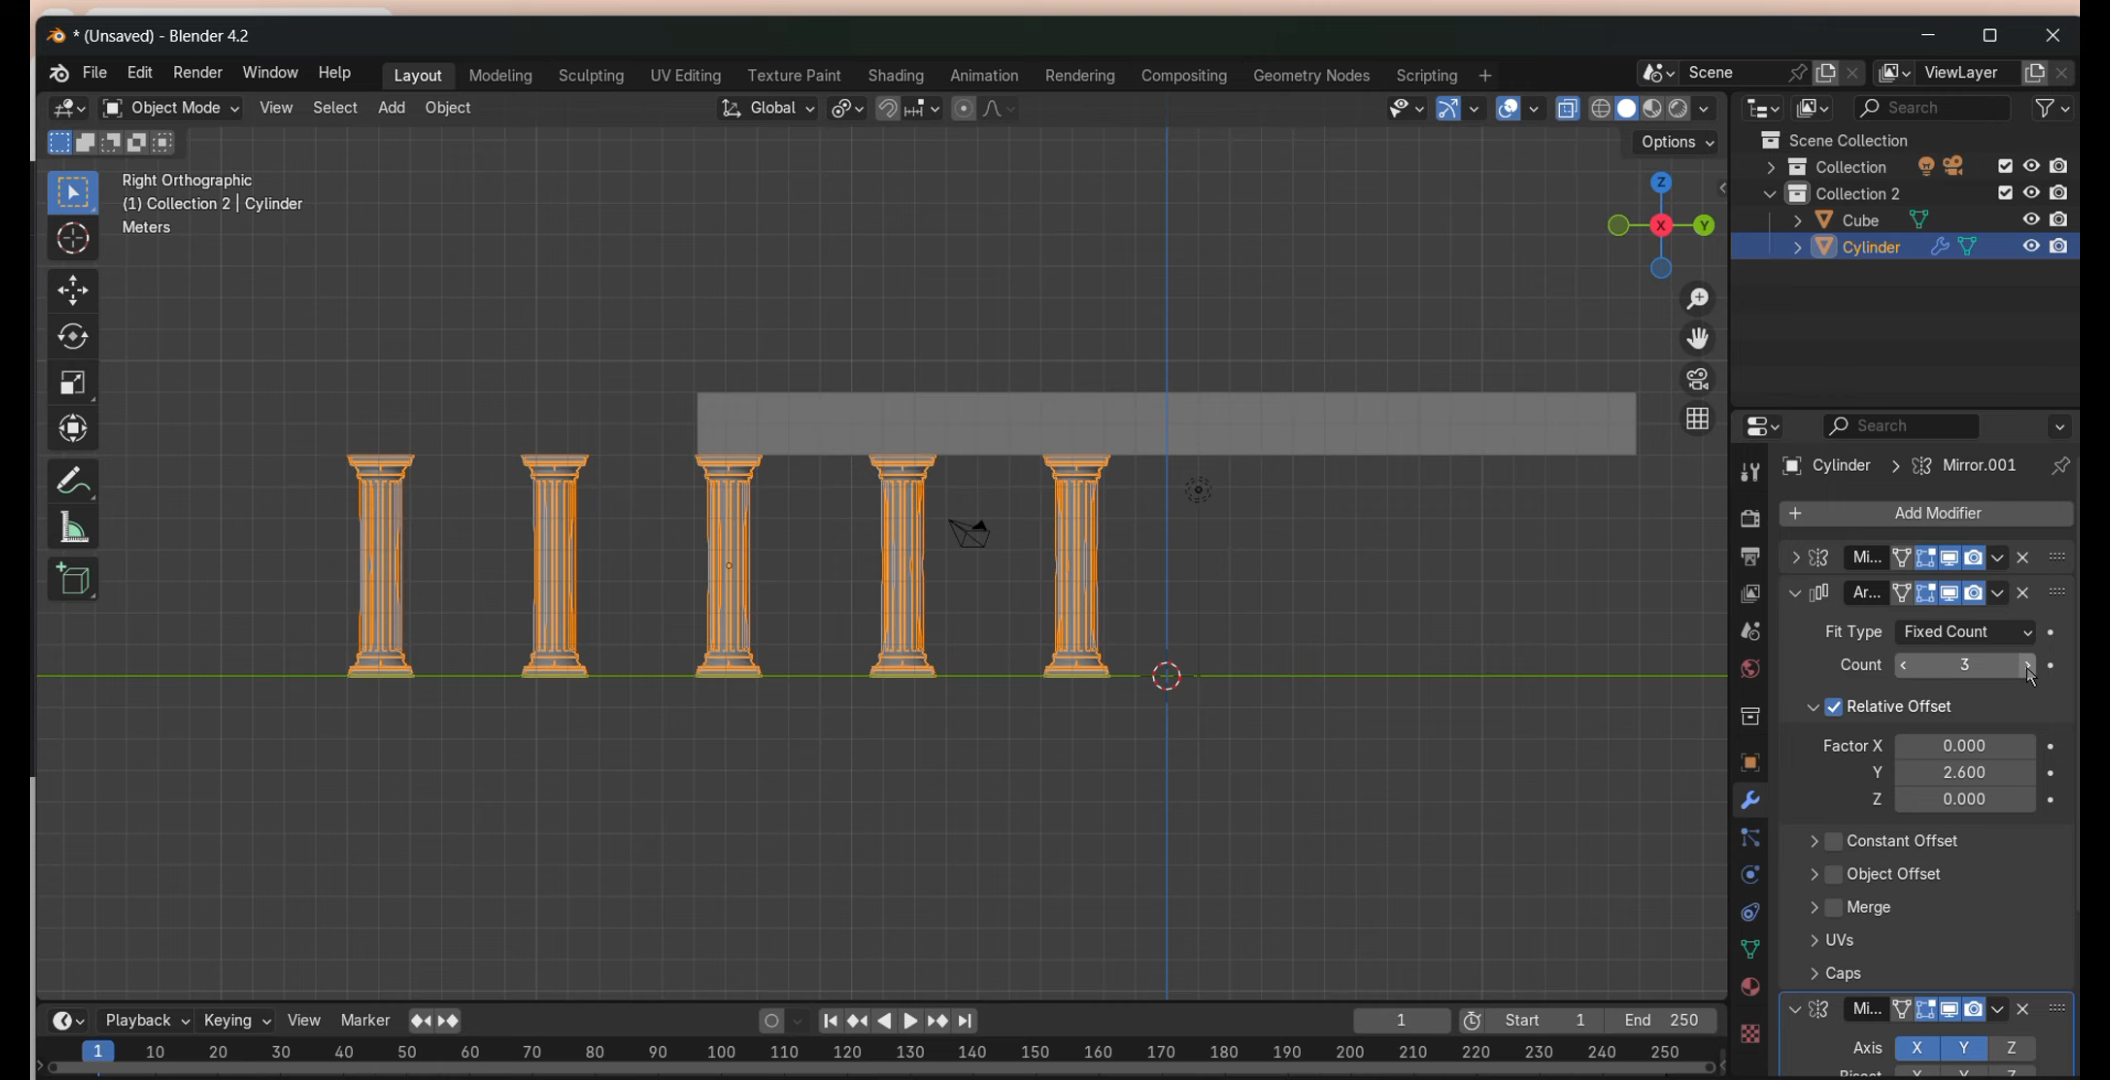 * (Unsaved) - Blender 4.2
File Edit Render Window Help Layout Modeling Sculpting UV Editing Texture Paint Shading Animation Rendering Compositing Geometry Nodes Scripting + Scene ViewLayer
Object Mode View Select Add Object Global Search
Options
Right Orthographic
(1) Collection 2 | Cylinder
Meters
Z
X
Y
Scene Collection
Collection
Collection 2
Cube
Cylinder
Search
Cylinder > Mirror.001
+ Add Modifier
Mi...
Ar...
Fit Type Fixed Count
Count 3
Relative Offset
Factor X 0.000
Y 2.600
Z 0.000
Constant Offset
Object Offset
Merge
UVs
Caps
Mi...
Axis X Y Z
Playback Keying View Marker 1 Start 1 End 250
1 10 20 30 40 50 60 70 80 90 100 110 120 130 140 150 160 170 180 190 200 210 220 230 240 250